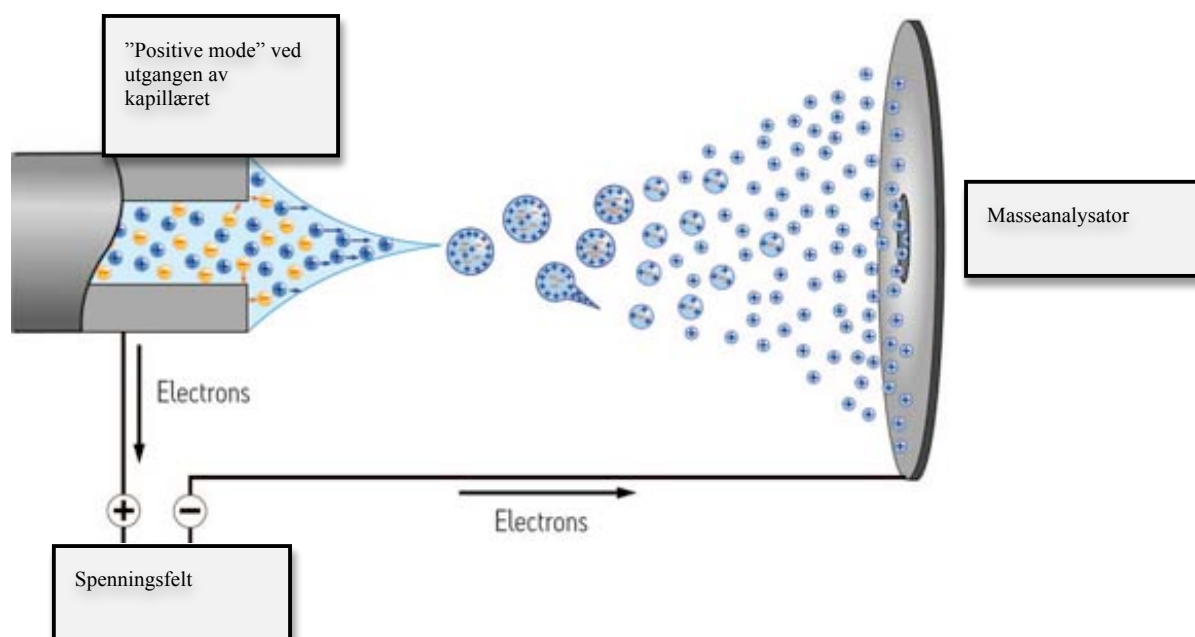 ”Positive mode” ved
utgangen av
kapillæret
Masseanalysator
Electrons
+
−
Electrons
Spenningsfelt